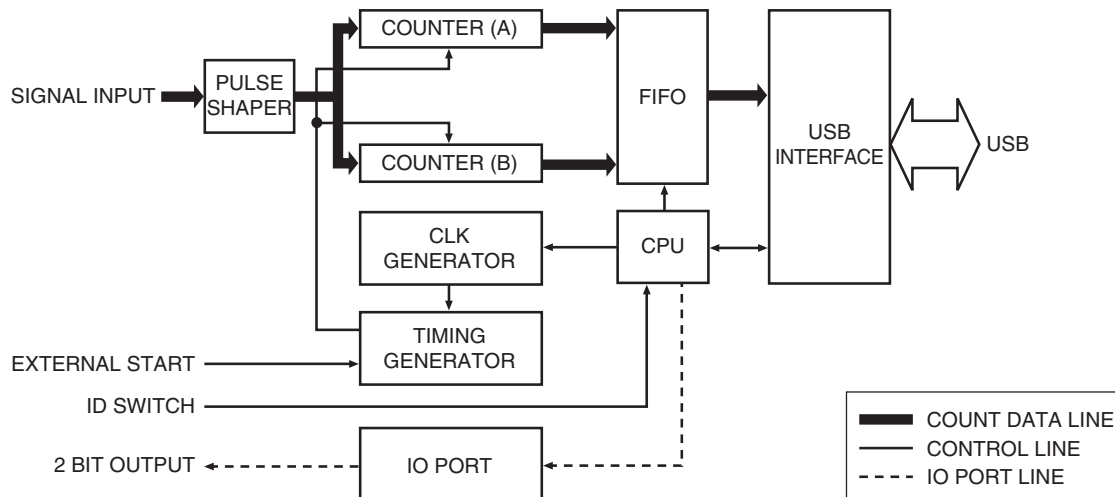 COUNTER (A)
SIGNAL INPUT
PULSE
SHAPER
FIFO
USB
INTERFACE
USB
COUNTER (B)
CLK
GENERATOR
CPU
TIMING
GENERATOR
EXTERNAL START
ID SWITCH
2 BIT OUTPUT
IO PORT
COUNT DATA LINE
CONTROL LINE
IO PORT LINE